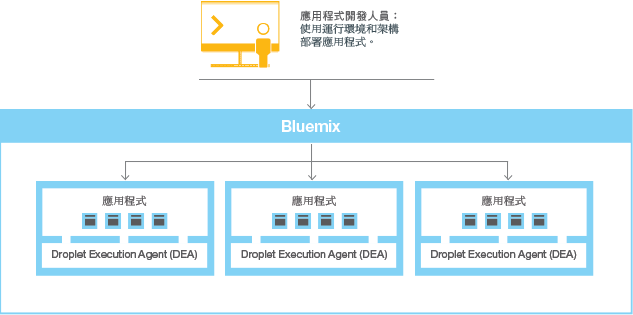 應用程式開發人員：
使用運行環境和架構
部署應用程式。
Bluemix
應用程式
Droplet Execution Agent (DEA)
應用程式
Droplet Execution Agent (DEA)
應用程式
Droplet Execution Agent (DEA)